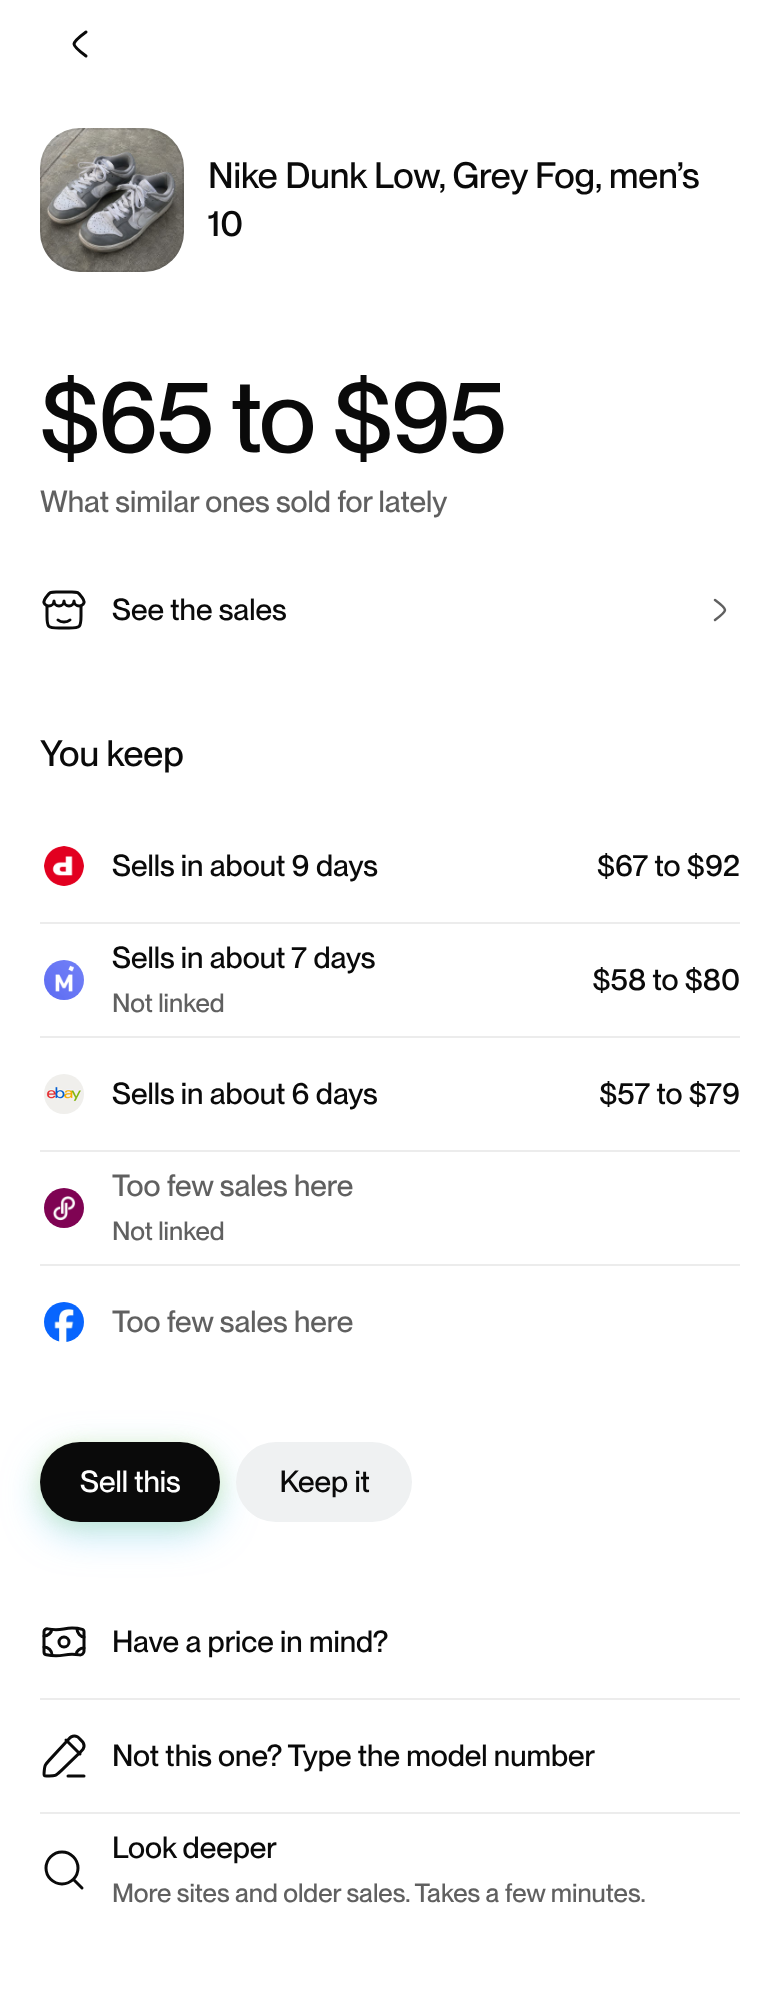 Nike Dunk Low, Grey Fog, men’s
10
$65 to $95
What similar ones sold for lately
See the sales
You keep
Sells in about 9 days
$67 to $92
Sells in about 7 days
Not linked
$58 to $80
ebay
Sells in about 6 days
$57 to $79
Too few sales here
Not linked
Too few sales here
Sell this
Keep it
Have a price in mind?
Not this one? Type the model number
Look deeper
More sites and older sales. Takes a few minutes.